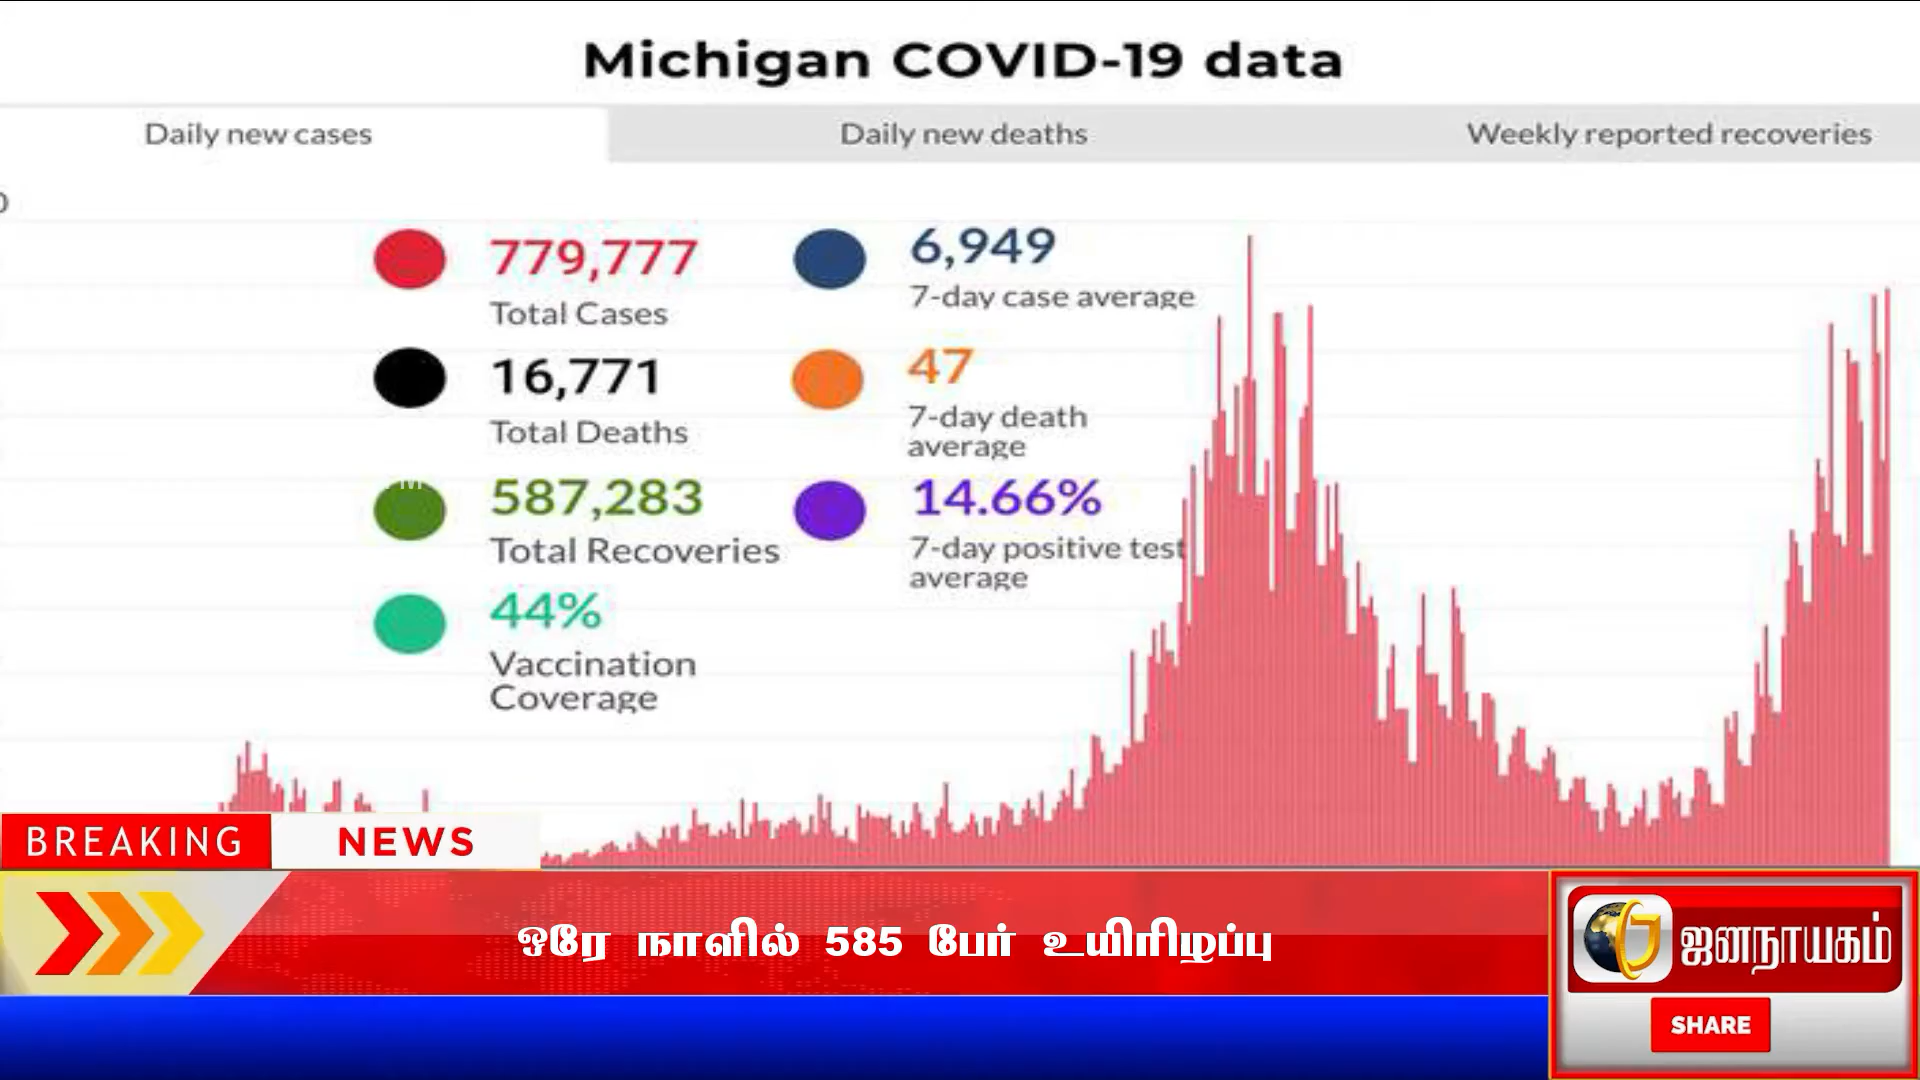 Michigan COVID-19 data
Daily new cases
Daily new deaths
Weekly reported recoveries
779,777
Total Cases
6,949
7-day case average
16,771
Total Deaths
47
7-day death
average
587,283
Total Recoveries
14.66%
7-day positive test
average
44%
Vaccination
Coverage
BREAKING NEWS
ஒரே நாளில் 585 பேர் உயிரிழப்பு
ஜனநாயகம்
SHARE